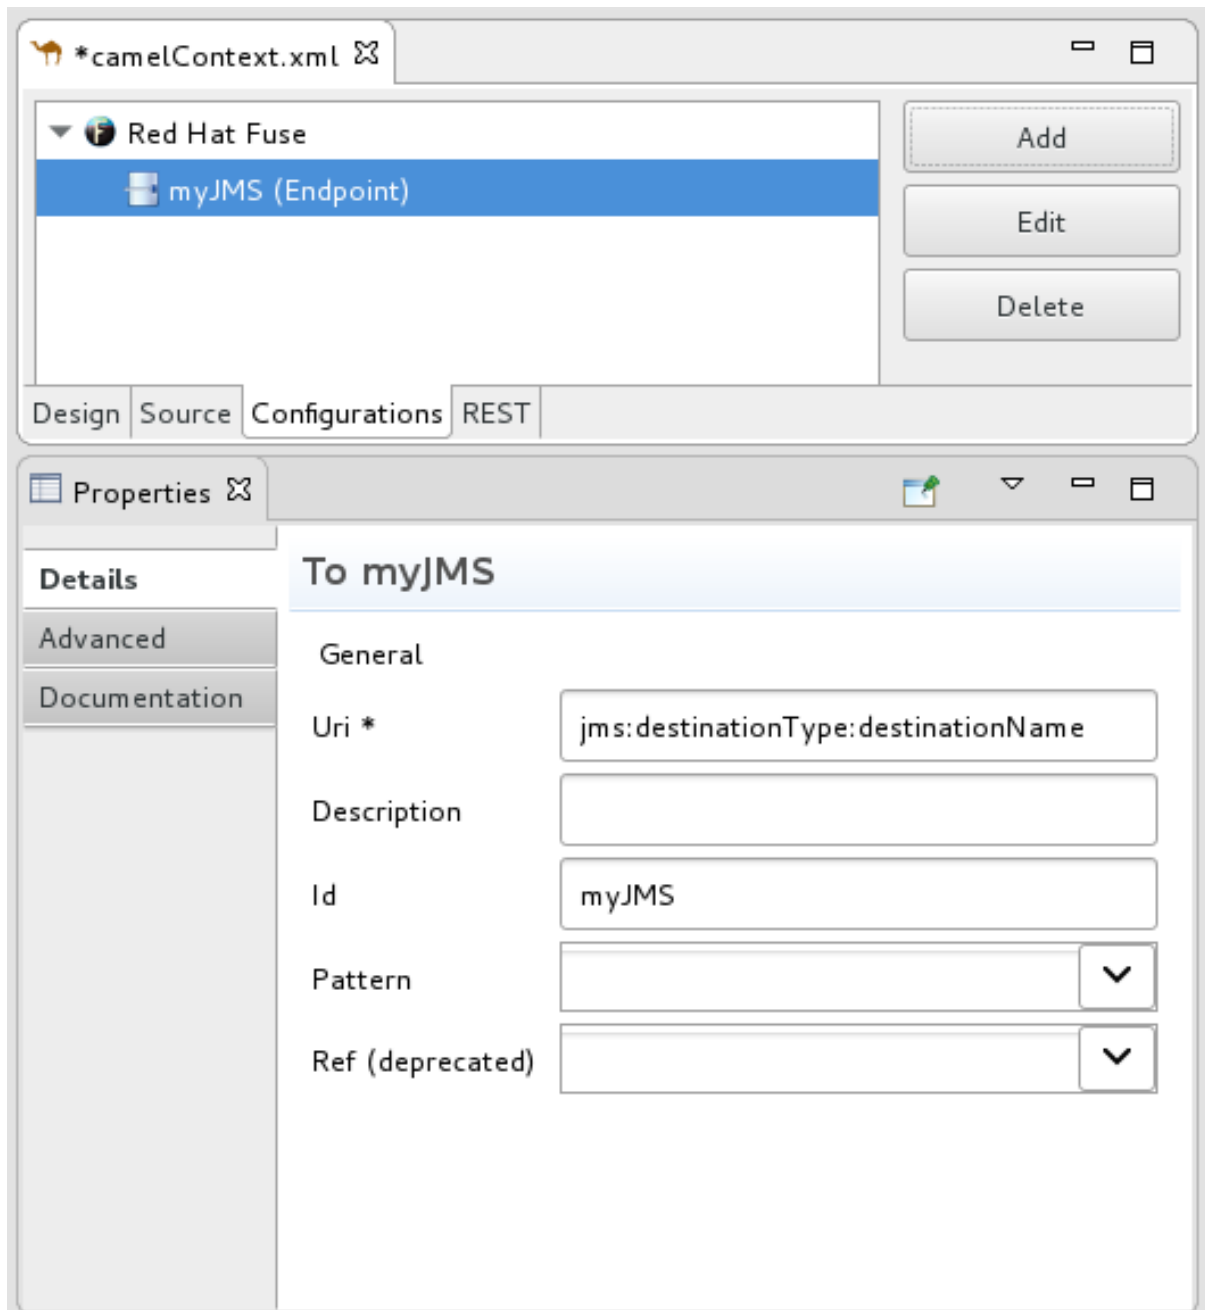 *camelContext.xml
Red Hat Fuse
myJMS (Endpoint)
Add
Edit
Delete
Design Source Configurations REST
Properties
Details
Advanced
Documentation
To myJMS
General
Uri * jms:destinationType:destinationName
Description
Id myJMS
Pattern
Ref (deprecated)